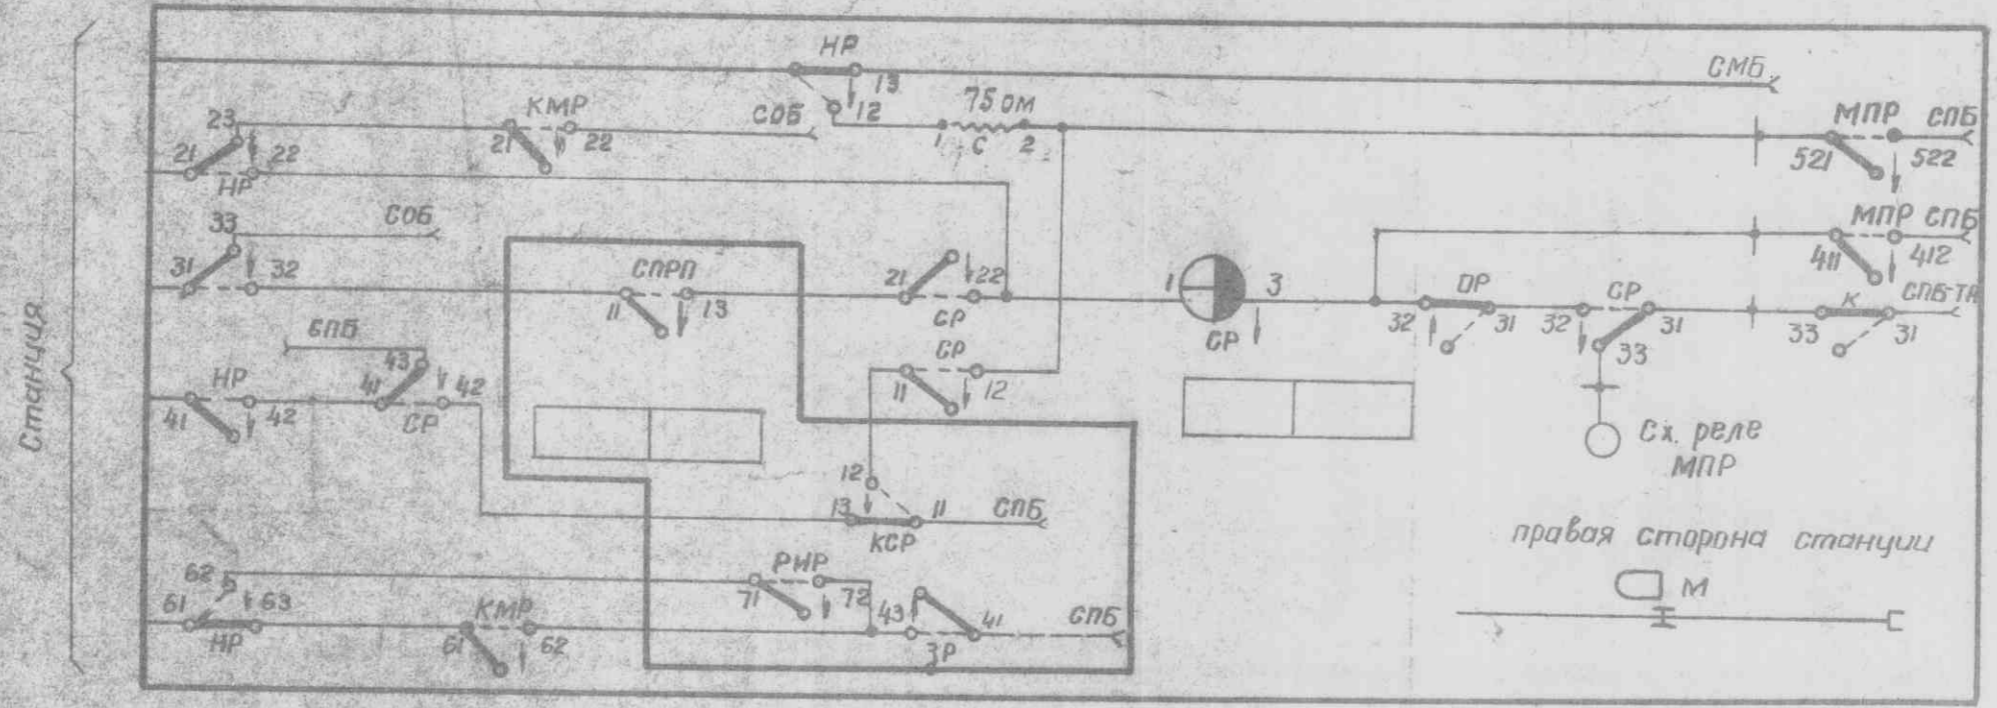 Станция
НР
13
12
СМБ
75 ом
1 С 2
МПР СПБ
521 522
23
21 22
НР
КМР
21 22
СОБ
33
СОБ
31 32
СПРП
11 13
21 22
СР
1 3
СР
МПР СПБ
411 412
ОР
32 31
СР
32 31
33
К
33 31
СПБ-ТА
Сх. реле
МПР
СПБ
НР
41 42
43
41 42
СР
СР
11 12
12
13 11
КСР
СПБ
62
61 63
НР
КМР
61 62
РНР
71 72
43 41
ЗР
СПБ
правая сторона станции
М